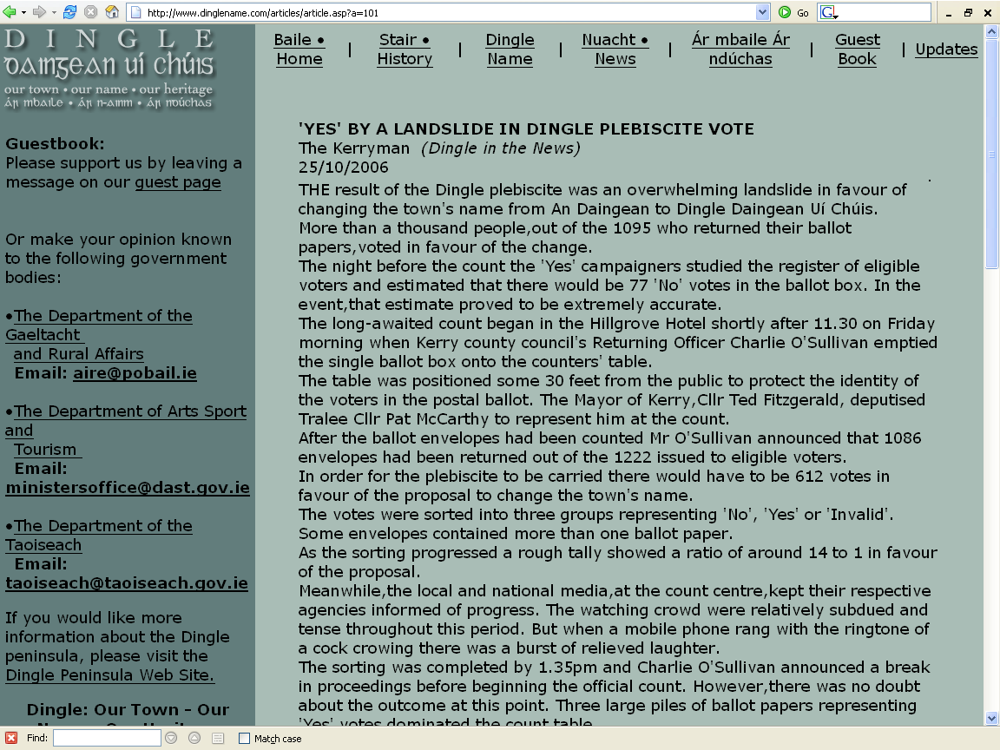 http://www.dinglename.com/articles/article.asp?a=101
Go
G
DINGLE
Daingean Uí Chúis
our town • our name • our heritage
ár mbaile • ár n-ainm • ár ndúchas
Baile • Home | Stair • History | Dingle Name | Nuacht • News | Ár mbaile Ár ndúchas | Guest Book | Updates
Guestbook:
Please support us by leaving a
message on our guest page
Or make your opinion known
to the following government
bodies:
•The Department of the
Gaeltacht
and Rural Affairs
Email: aire@pobail.ie
•The Department of Arts Sport
and
Tourism
Email:
ministersoffice@dast.gov.ie
•The Department of the
Taoiseach
Email:
taoiseach@taoiseach.gov.ie
If you would like more
information about the Dingle
peninsula, please visit the
Dingle Peninsula Web Site.
Dingle: Our Town - Our
'YES' BY A LANDSLIDE IN DINGLE PLEBISCITE VOTE
The Kerryman (Dingle in the News)
25/10/2006
THE result of the Dingle plebiscite was an overwhelming landslide in favour of
changing the town's name from An Daingean to Dingle Daingean Uí Chúis.
More than a thousand people,out of the 1095 who returned their ballot
papers,voted in favour of the change.
The night before the count the 'Yes' campaigners studied the register of eligible
voters and estimated that there would be 77 'No' votes in the ballot box. In the
event,that estimate proved to be extremely accurate.
The long-awaited count began in the Hillgrove Hotel shortly after 11.30 on Friday
morning when Kerry county council's Returning Officer Charlie O'Sullivan emptied
the single ballot box onto the counters' table.
The table was positioned some 30 feet from the public to protect the identity of
the voters in the postal ballot. The Mayor of Kerry,Cllr Ted Fitzgerald, deputised
Tralee Cllr Pat McCarthy to represent him at the count.
After the ballot envelopes had been counted Mr O'Sullivan announced that 1086
envelopes had been returned out of the 1222 issued to eligible voters.
In order for the plebiscite to be carried there would have to be 612 votes in
favour of the proposal to change the town's name.
The votes were sorted into three groups representing 'No', 'Yes' or 'Invalid'.
Some envelopes contained more than one ballot paper.
As the sorting progressed a rough tally showed a ratio of around 14 to 1 in favour
of the proposal.
Meanwhile,the local and national media,at the count centre,kept their respective
agencies informed of progress. The watching crowd were relatively subdued and
tense throughout this period. But when a mobile phone rang with the ringtone of
a cock crowing there was a burst of relieved laughter.
The sorting was completed by 1.35pm and Charlie O'Sullivan announced a break
in proceedings before beginning the official count. However,there was no doubt
about the outcome at this point. Three large piles of ballot papers representing
'Yes' votes dominated the count table.
Find:
Match case